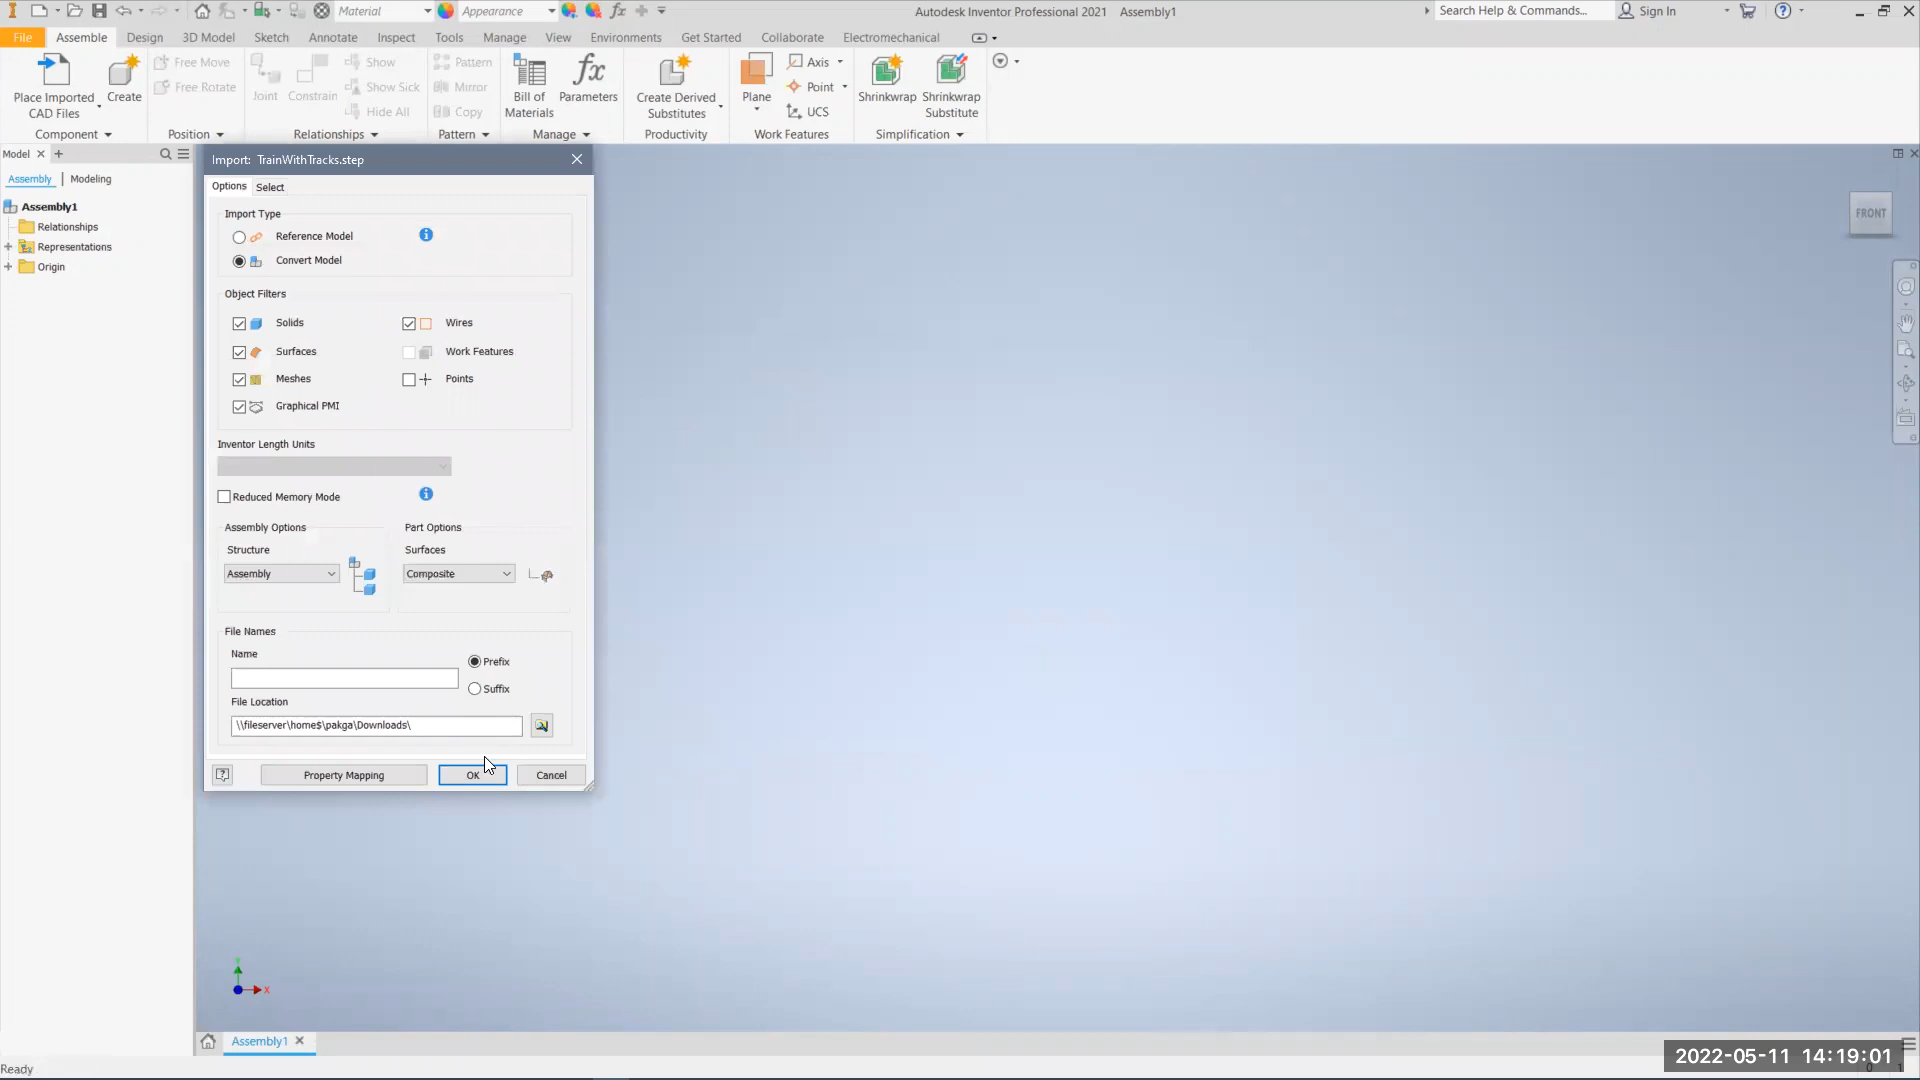 Material
Appearance
Autodesk Inventor Professional 2021 Assembly1
Search Help & Commands...
Sign In
File Assemble Design 3D Model Sketch Annotate Inspect Tools Manage View Environments Get Started Collaborate Electromechanical
Place Imported
CAD Files
Create
Component
Free Move
Free Rotate
Position
Joint
Constrain
Show
Show Sick
Hide All
Relationships
Pattern
Mirror
Copy
Pattern
Bill of
Materials
Parameters
Manage
Create Derived
Substitutes
Productivity
Plane
Axis
Point
UCS
Work Features
Shrinkwrap
Shrinkwrap
Substitute
Simplification
Model
Assembly | Modeling
Assembly1
Relationships
Representations
Origin
Import: TrainWithTracks.step
Options Select
Import Type
Reference Model
Convert Model
Object Filters
Solids
Wires
Surfaces
Work Features
Meshes
Points
Graphical PMI
Inventor Length Units
Reduced Memory Mode
Assembly Options
Part Options
Structure
Surfaces
Assembly
Composite
File Names
Name
Prefix
Suffix
File Location
\\fileserver\home$\pakga\Downloads\
Property Mapping
OK
Cancel
FRONT
Y
X
Assembly1
Ready
2022-05-11 14:19:01